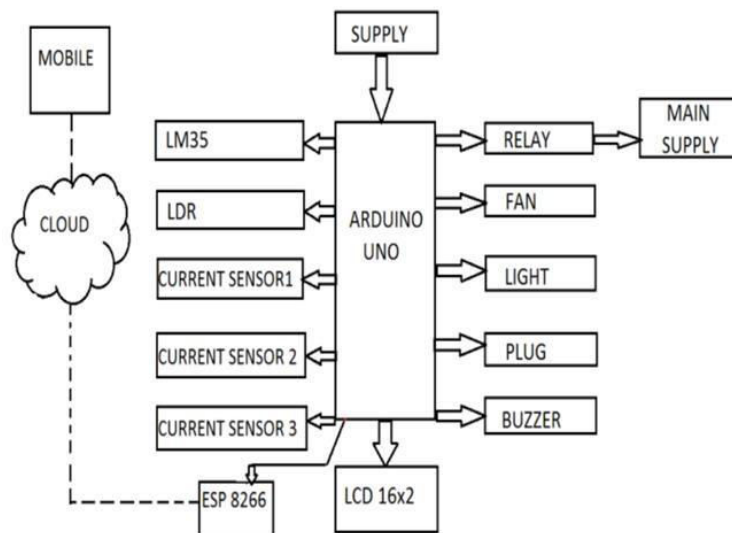 SUPPLY
MOBILE
LM35
RELAY
MAIN
SUPPLY
LDR
ARDUINO
UNO
FAN
CLOUD
CURRENT SENSOR1
LIGHT
CURRENT SENSOR 2
PLUG
CURRENT SENSOR 3
BUZZER
ESP 8266
LCD 16x2